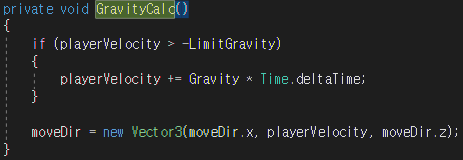 private void GravityCalc()
{
if (playerVelocity > -LimitGravity)
{
playerVelocity += Gravity * Time.deltaTime;
}
moveDir = new Vector3(moveDir.x, playerVelocity, moveDir.z);
}